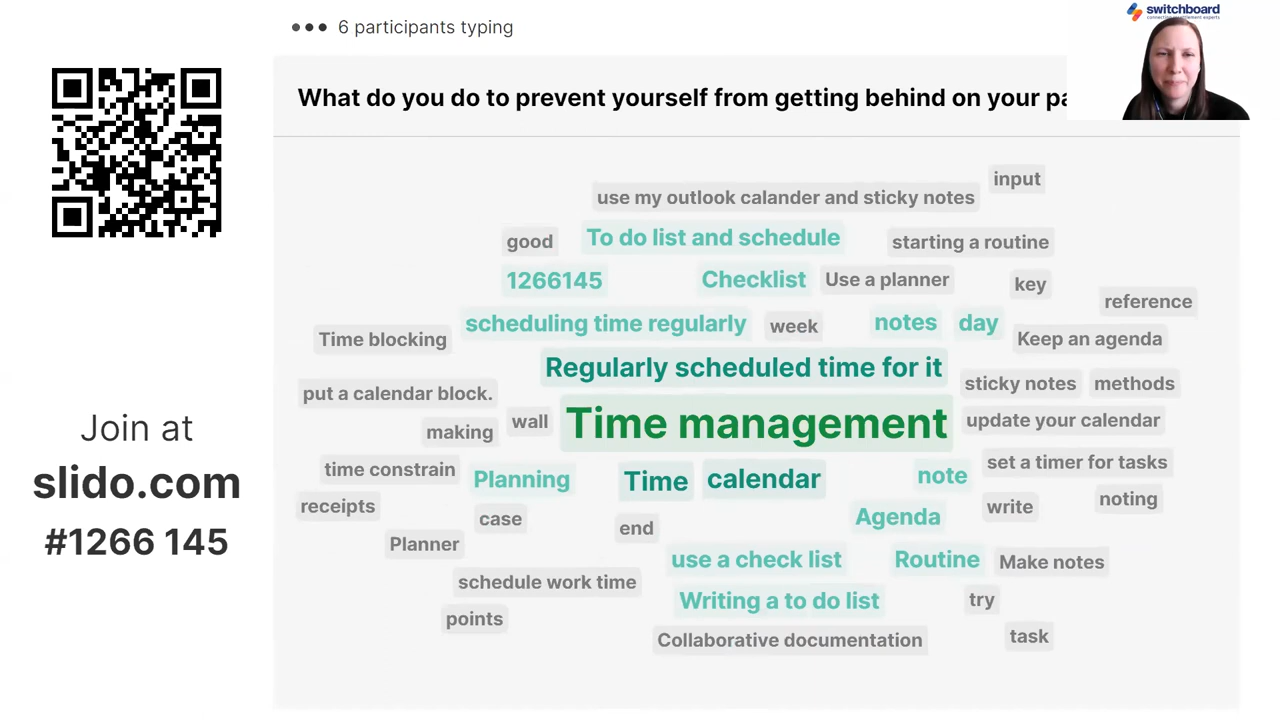 6 participants typing
switchboard
What do you do to prevent yourself from getting behind on your pa
input
use my outlook calander and sticky notes
good
To do list and schedule
starting a routine
1266145
Checklist
Use a planner
key
reference
Time blocking
scheduling time regularly
week
notes
day
Keep an agenda
Regularly scheduled time for it
put a calendar block.
sticky notes
methods
making
wall
Time management
update your calendar
Join at
slido.com
#1266 145
time constrain
Planning
Time
calendar
note
set a timer for tasks
receipts
case
end
Agenda
write
noting
Planner
use a check list
Routine
Make notes
schedule work time
Writing a to do list
try
points
Collaborative documentation
task